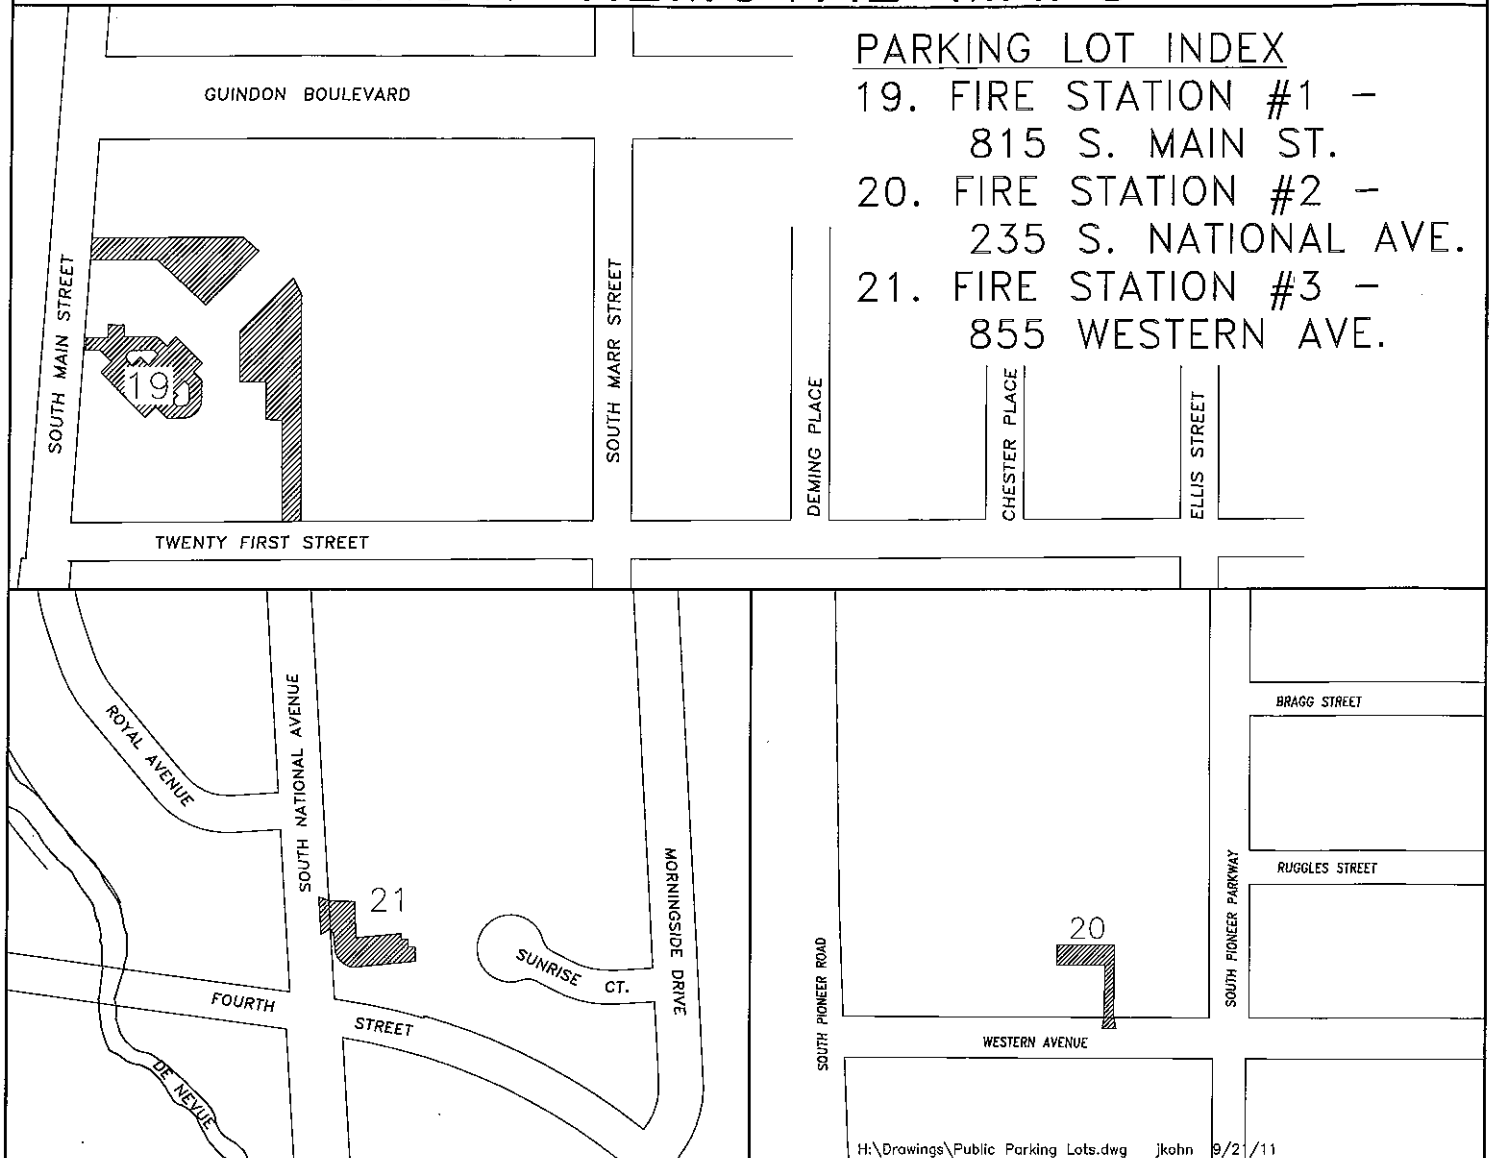 PARKING LOT INDEX
19. FIRE STATION #1 -
815 S. MAIN ST.
20. FIRE STATION #2 -
235 S. NATIONAL AVE.
21. FIRE STATION #3 -
855 WESTERN AVE.
GUINDON BOULEVARD
SOUTH MAIN STREET
19
SOUTH MARR STREET
DEMING PLACE
CHESTER PLACE
ELLIS STREET
TWENTY FIRST STREET
ROYAL AVENUE
SOUTH NATIONAL AVENUE
21
SUNRISE CT.
MORNINGSIDE DRIVE
FOURTH STREET
DE NEVUE
BRAGG STREET
RUGGLES STREET
SOUTH PIONEER PARKWAY
20
SOUTH PIONEER ROAD
WESTERN AVENUE
H:\Drawings\Public Parking Lots.dwg jkohn 9/21/11